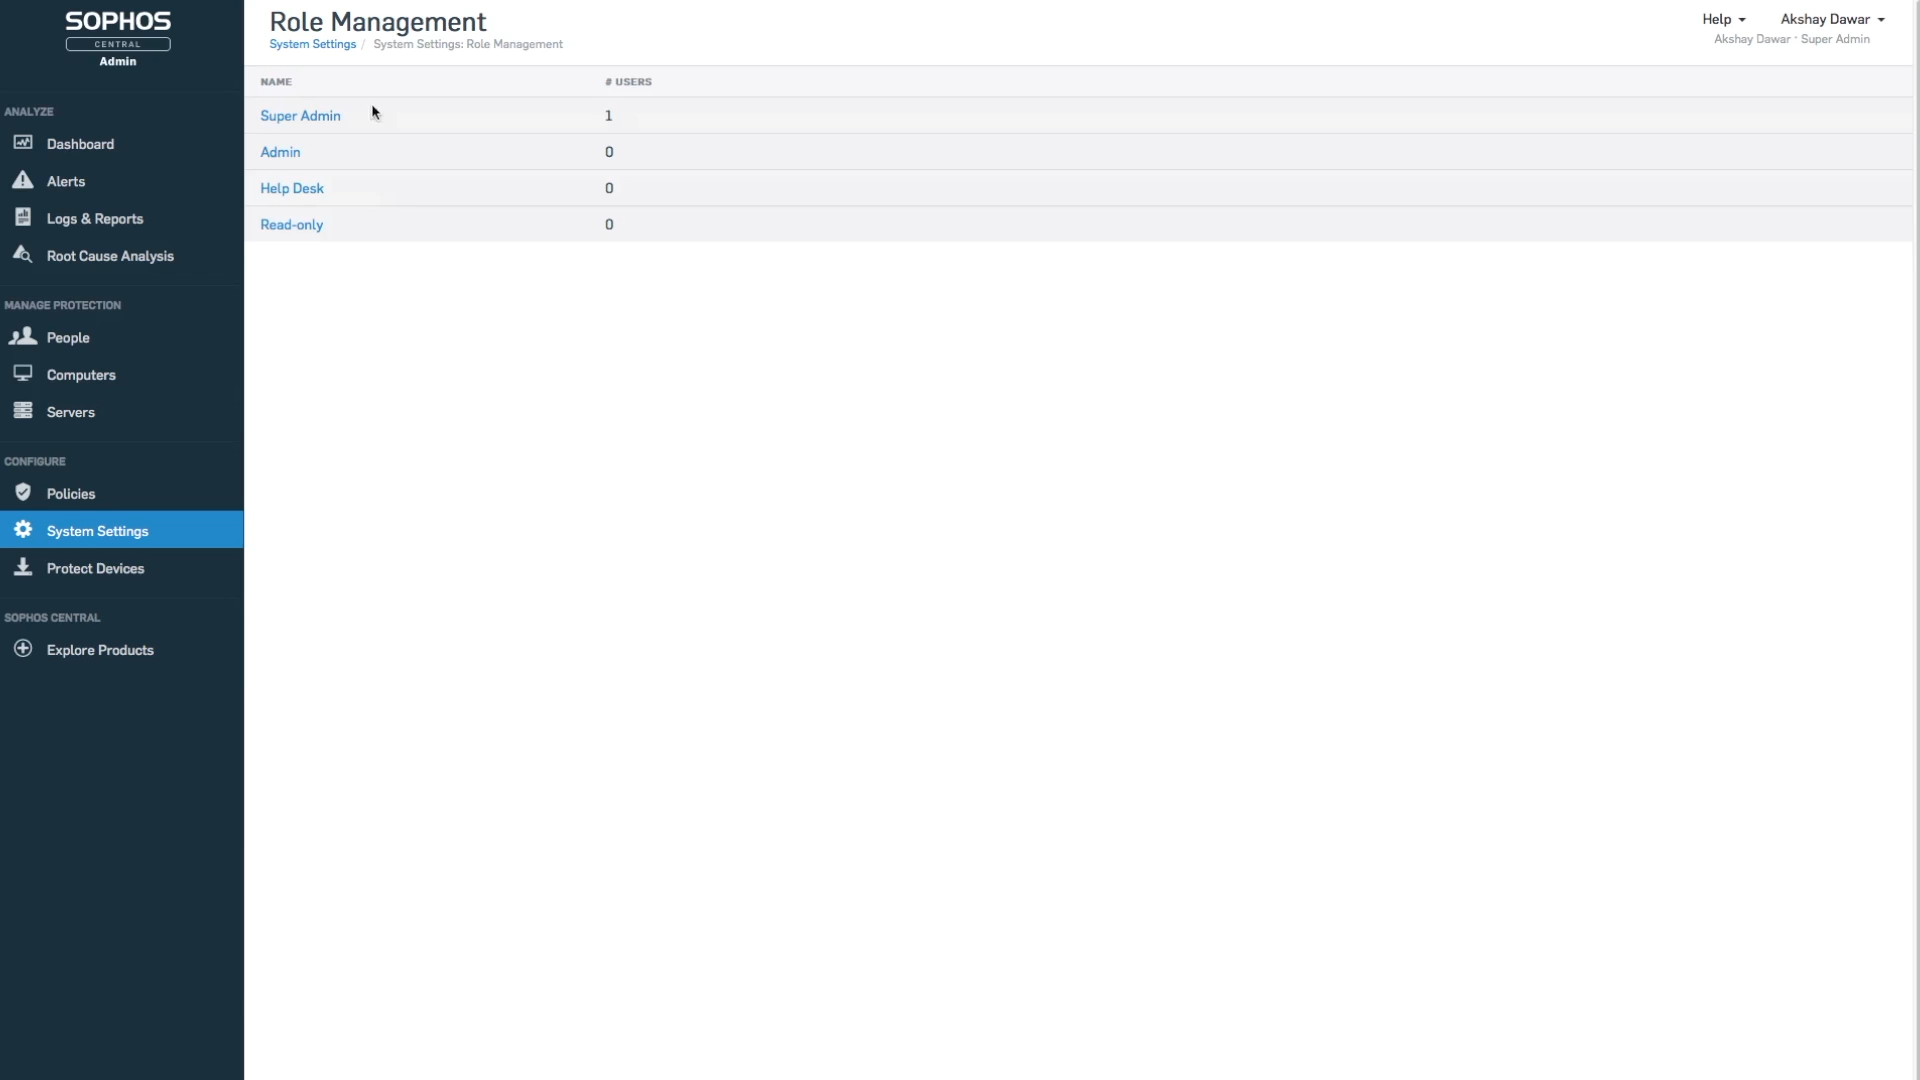 SOPHOS
CENTRAL
Admin
ANALYZE
Dashboard
Alerts
Logs & Reports
Root Cause Analysis
MANAGE PROTECTION
People
Computers
Servers
CONFIGURE
Policies
System Settings
Protect Devices
SOPHOS CENTRAL
Explore Products
Role Management
System Settings / System Settings: Role Management
Help Akshay Dawar
Akshay Dawar · Super Admin
NAME # USERS
Super Admin 1
Admin 0
Help Desk 0
Read-only 0